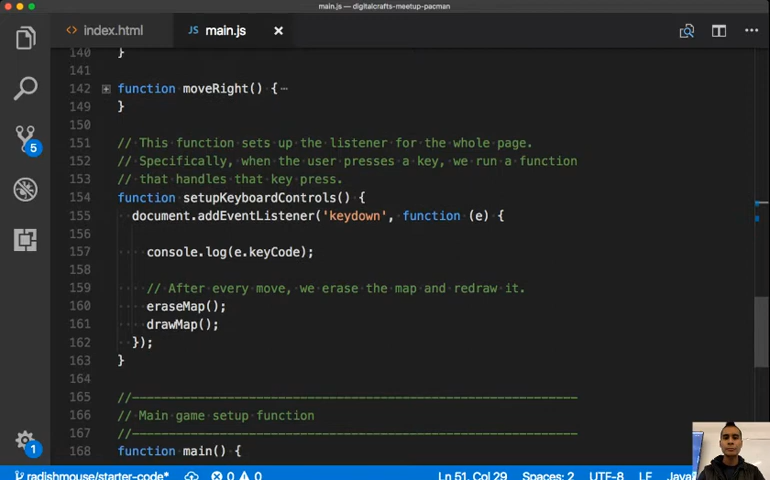 main.js — digitalcrafts-meetup-pacman
<> index.html JS main.js ×
140 }
141
142 function moveRight() {
149 }
150
151 // This function sets up the listener for the whole page.
152 // Specifically, when the user presses a key, we run a function
153 // that handles that key press.
154 function setupKeyboardControls() {
155 document.addEventListener('keydown', function (e) {
156
157 console.log(e.keyCode);
158
159 // After every move, we erase the map and redraw it.
160 eraseMap();
161 drawMap();
162 });
163 }
164
165 //------------------------------------------------------------
166 // Main game setup function
167 //------------------------------------------------------------
168 function main() {
5
1
radishmouse/starter-code* 0 0 Ln 51, Col 29 Spaces: 2 UTF-8 LF